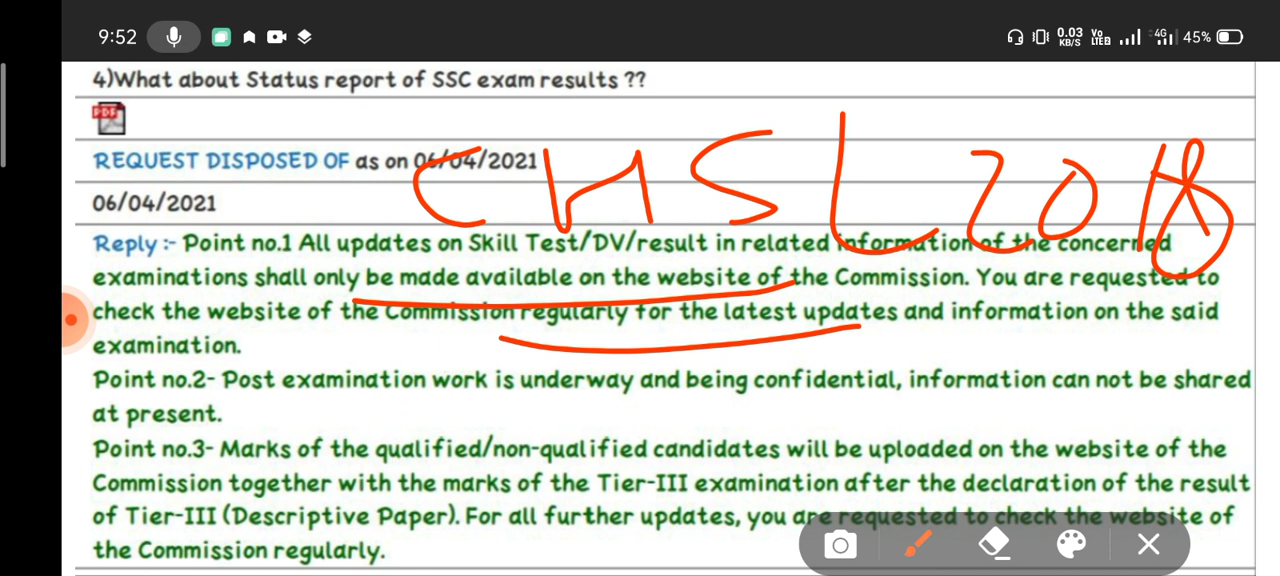 9:52 0.03 KB/S Vo LTE2 4G 45%
4)What about Status report of SSC exam results ??
PDF
REQUEST DISPOSED OF as on 06/04/2021
CHSL 2018
06/04/2021
Reply :- Point no.1 All updates on Skill Test/DV/result in related information of the concerned
examinations shall only be made available on the website of the Commission. You are requested to
check the website of the Commission regularly for the latest updates and information on the said
examination.
Point no.2- Post examination work is underway and being confidential, information can not be shared
at present.
Point no.3- Marks of the qualified/non-qualified candidates will be uploaded on the website of the
Commission together with the marks of the Tier-III examination after the declaration of the result
of Tier-III (Descriptive Paper). For all further updates, you are requested to check the website of
the Commission regularly.